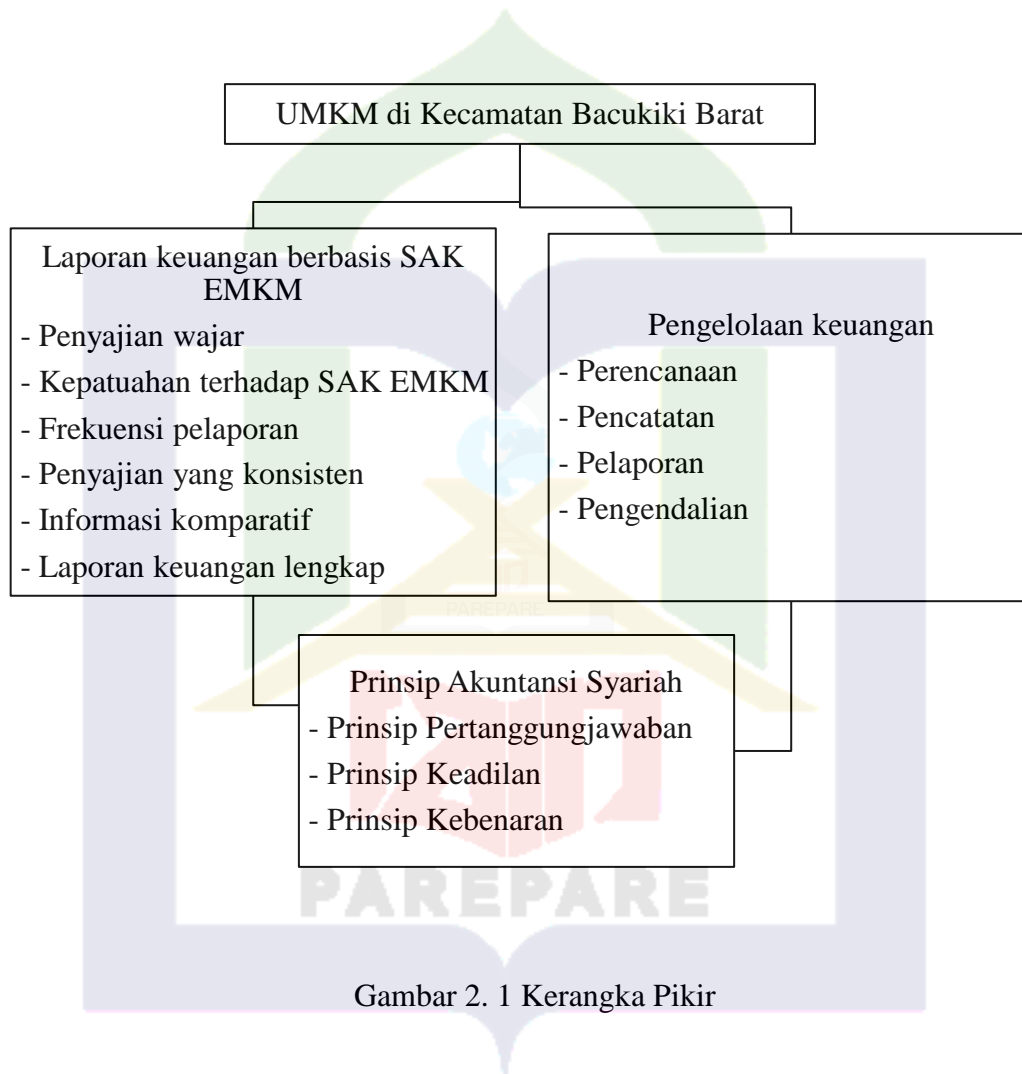 UMKM di Kecamatan Bacukiki Barat
Laporan keuangan berbasis SAK
EMKM
- Penyajian wajar
- Kepatuhan terhadap SAK EMKM
- Frekuensi pelaporan
- Penyajian yang konsisten
- Informasi komparatif
- Laporan keuangan lengkap
Pengelolaan keuangan
- Perencanaan
- Pencatatan
- Pelaporan
- Pengendalian
PAREPARE
Prinsip Akuntansi Syariah
- Prinsip Pertanggungjawaban
- Prinsip Keadilan
- Prinsip Kebenaran
PAREPARE
Gambar 2. 1 Kerangka Pikir